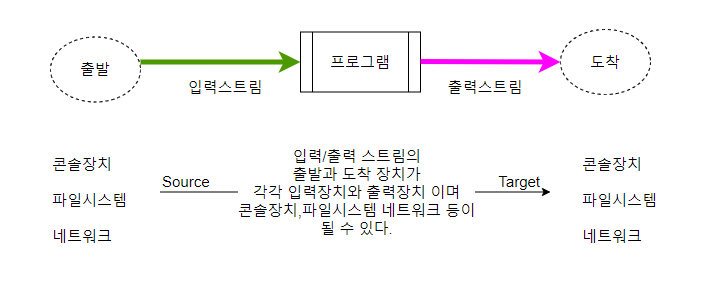 출발
입력스트림
프로그램
출력스트림
도착
콘솔장치
파일시스템
네트워크
Source
입력/출력 스트림의
출발과 도착 장치가
각각 입력장치와 출력장치 이며
콘솔장치,파일시스템 네트워크 등이
될 수 있다.
Target
콘솔장치
파일시스템
네트워크